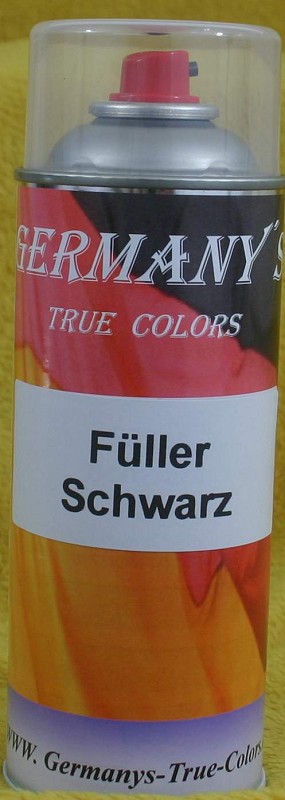 GERMANY´S
TRUE COLORS
Füller
Schwarz
www. Germanys-True-Colors.